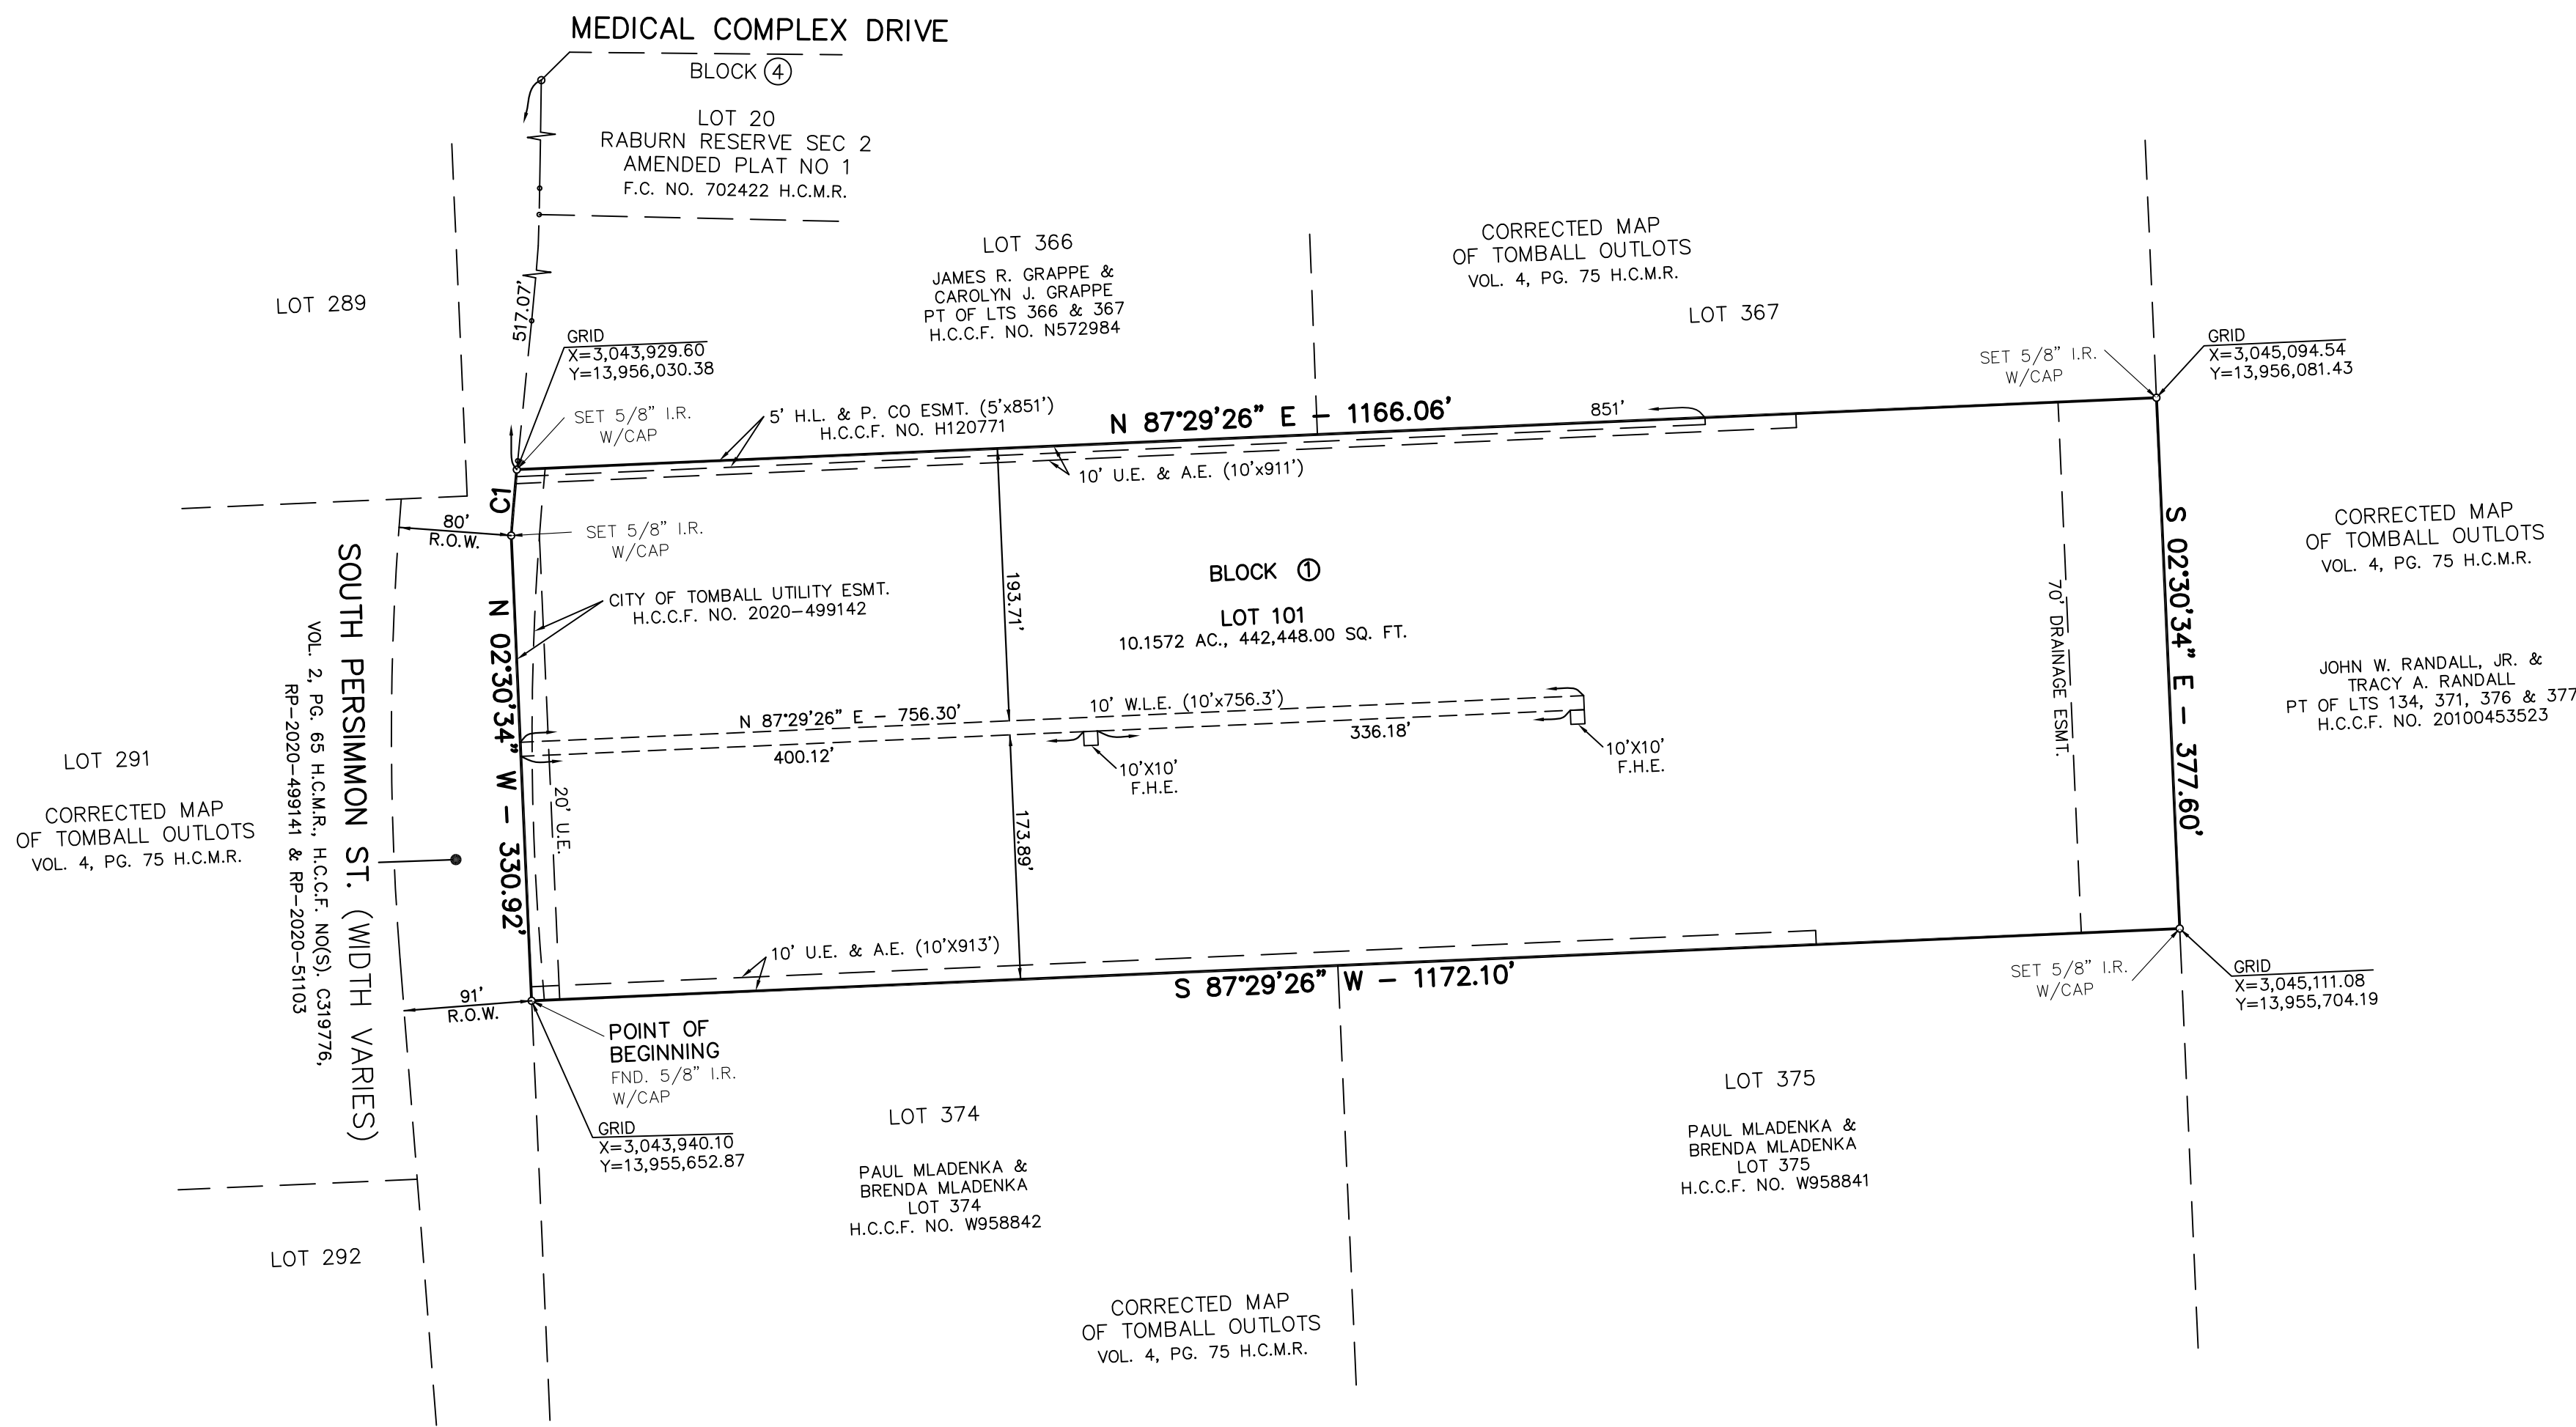 MEDICAL COMPLEX DRIVE
BLOCK 4
LOT 20
RABURN RESERVE SEC 2
AMENDED PLAT NO 1
F.C. NO. 702422 H.C.M.R.
LOT 289
517.07'
GRID
X=3,043,929.60
Y=13,956,030.38
SET 5/8" I.R.
W/CAP
LOT 366
JAMES R. GRAPPE &
CAROLYN J. GRAPPE
PT OF LTS 366 & 367
H.C.C.F. NO. N572984
CORRECTED MAP
OF TOMBALL OUTLOTS
VOL. 4, PG. 75 H.C.M.R.
LOT 367
SET 5/8" I.R.
W/CAP
GRID
X=3,045,094.54
Y=13,956,081.43
5' H.L. & P. CO ESMT. (5'x851')
H.C.C.F. NO. H120771
N 87°29'26" E - 1166.06'
851'
10' U.E. & A.E. (10'x911')
C1
80'
R.O.W.
SET 5/8" I.R.
W/CAP
CITY OF TOMBALL UTILITY ESMT.
H.C.C.F. NO. 2020-499142
193.71'
BLOCK 1
LOT 101
10.1572 AC., 442,448.00 SQ. FT.
70' DRAINAGE ESMT.
S 02°30'34" E - 377.60'
CORRECTED MAP
OF TOMBALL OUTLOTS
VOL. 4, PG. 75 H.C.M.R.
JOHN W. RANDALL, JR. &
TRACY A. RANDALL
PT OF LTS 134, 371, 376 & 377
H.C.C.F. NO. 20100453523
SOUTH PERSIMMON ST. (WIDTH VARIES)
VOL. 2, PG. 65 H.C.M.R., H.C.C.F. NO(S). C319776,
RP-2020-499141 & RP-2020-51103
N 02°30'34" W - 330.92'
N 87°29'26" E - 756.30'
10' W.L.E. (10'x756.3')
400.12'
336.18'
10'X10'
F.H.E.
10'X10'
F.H.E.
20' U.E.
173.89'
LOT 291
CORRECTED MAP
OF TOMBALL OUTLOTS
VOL. 4, PG. 75 H.C.M.R.
10' U.E. & A.E. (10'X913')
S 87°29'26" W - 1172.10'
91'
R.O.W.
POINT OF
BEGINNING
FND. 5/8" I.R.
W/CAP
GRID
X=3,043,940.10
Y=13,955,652.87
SET 5/8" I.R.
W/CAP
GRID
X=3,045,111.08
Y=13,955,704.19
LOT 374
PAUL MLADENKA &
BRENDA MLADENKA
LOT 374
H.C.C.F. NO. W958842
LOT 375
PAUL MLADENKA &
BRENDA MLADENKA
LOT 375
H.C.C.F. NO. W958841
LOT 292
CORRECTED MAP
OF TOMBALL OUTLOTS
VOL. 4, PG. 75 H.C.M.R.